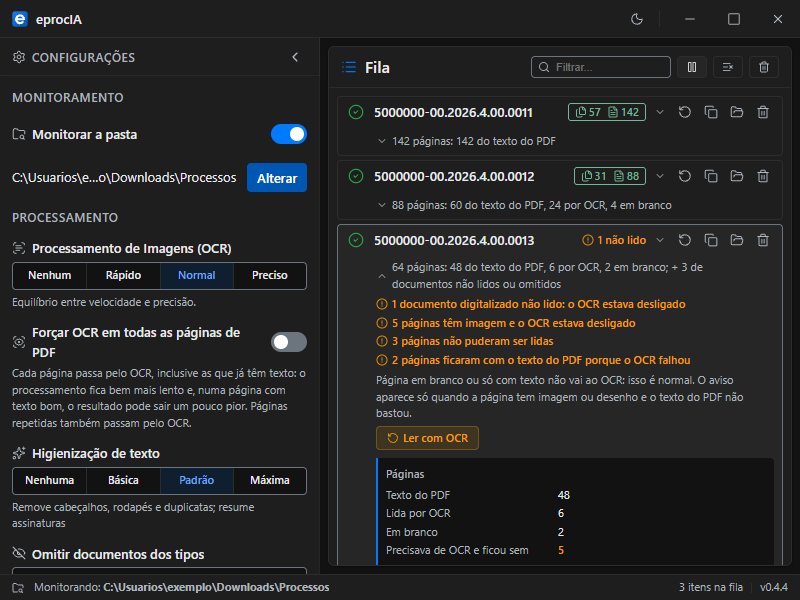 eprocIA
CONFIGURAÇÕES
MONITORAMENTO
Monitorar a pasta
C:\Usuarios\e...o\Downloads\Processos
Alterar
PROCESSAMENTO
Processamento de Imagens (OCR)
Nenhum Rápido Normal Preciso
Equilíbrio entre velocidade e precisão.
Forçar OCR em todas as páginas de
PDF
Cada página passa pelo OCR, inclusive as que já têm texto: o
processamento fica bem mais lento e, numa página com
texto bom, o resultado pode sair um pouco pior. Páginas
repetidas também passam pelo OCR.
Higienização de texto
Nenhuma Básica Padrão Máxima
Remove cabeçalhos, rodapés e duplicatas; resume
assinaturas
Omitir documentos dos tipos
Fila
Filtrar...
5000000-00.2026.4.00.0011
57 142
142 páginas: 142 do texto do PDF
5000000-00.2026.4.00.0012
31 88
88 páginas: 60 do texto do PDF, 24 por OCR, 4 em branco
5000000-00.2026.4.00.0013
1 não lido
64 páginas: 48 do texto do PDF, 6 por OCR, 2 em branco; + 3 de
documentos não lidos ou omitidos
1 documento digitalizado não lido: o OCR estava desligado
5 páginas têm imagem e o OCR estava desligado
3 páginas não puderam ser lidas
2 páginas ficaram com o texto do PDF porque o OCR falhou
Página em branco ou só com texto não vai ao OCR: isso é normal. O aviso
aparece só quando a página tem imagem ou desenho e o texto do PDF não
bastou.
Ler com OCR
Páginas
Texto do PDF 48
Lida por OCR 6
Em branco 2
Precisava de OCR e ficou sem 5
Monitorando: C:\Usuarios\exemplo\Downloads\Processos
3 itens na fila
v0.4.4